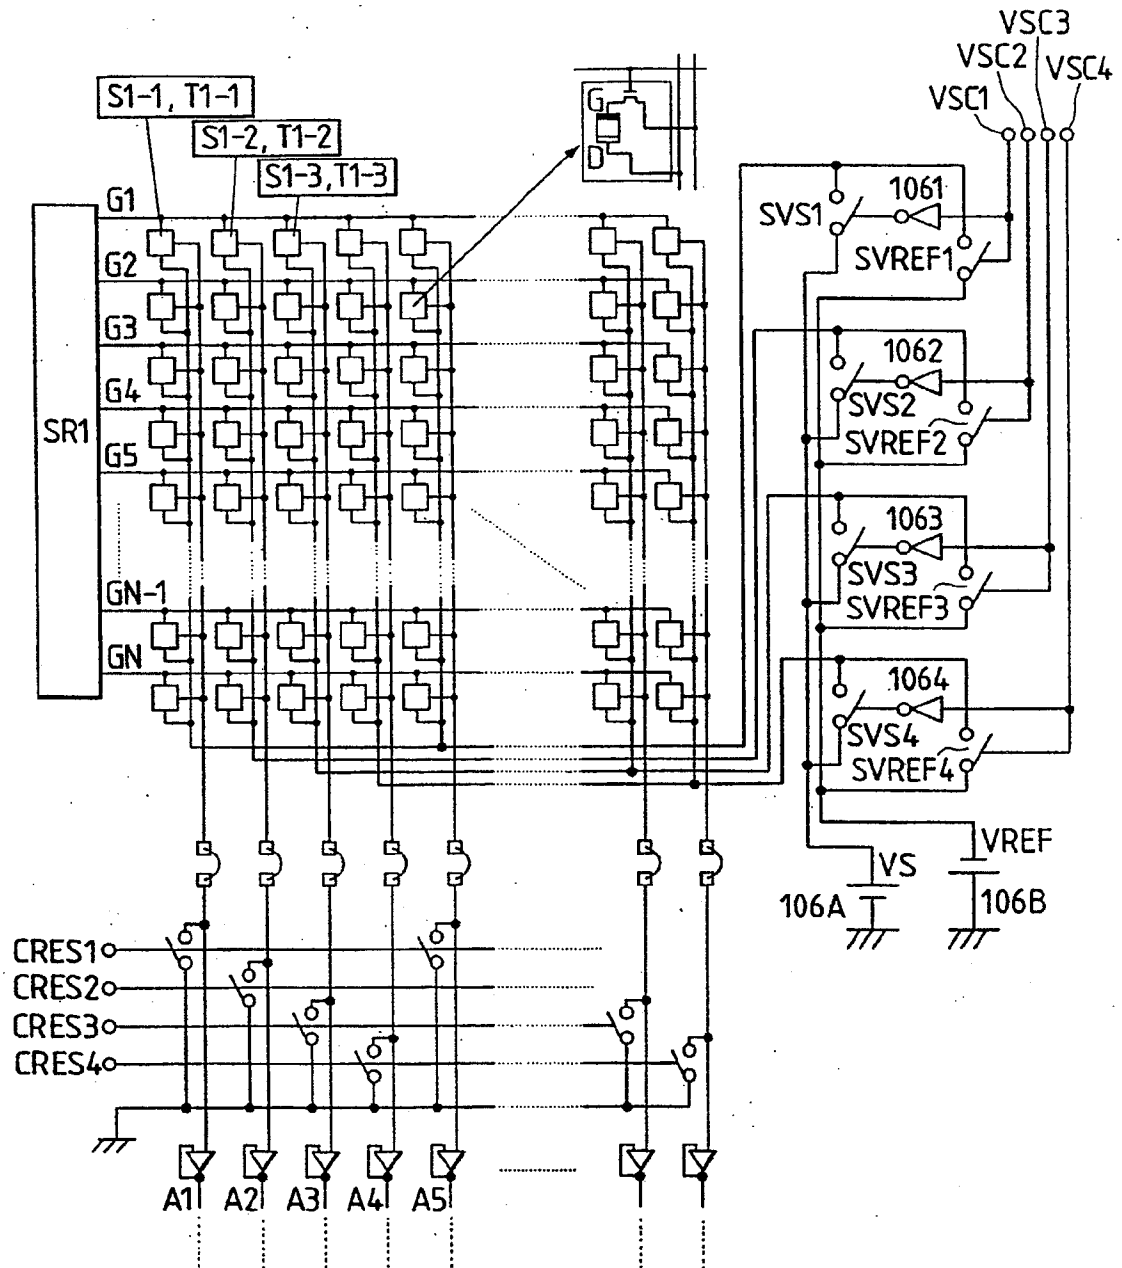 VSC3
VSC2
VSC4
VSC1
S1-1, T1-1
S1-2, T1-2
S1-3, T1-3
G
D
G1
G2
G3
G4
G5
GN-1
GN
SR1
SVS1
1061
SVREF1
1062
SVS2
SVREF2
1063
SVS3
SVREF3
1064
SVS4
SVREF4
VREF
VS
106A
106B
CRES1
CRES2
CRES3
CRES4
A1
A2
A3
A4
A5